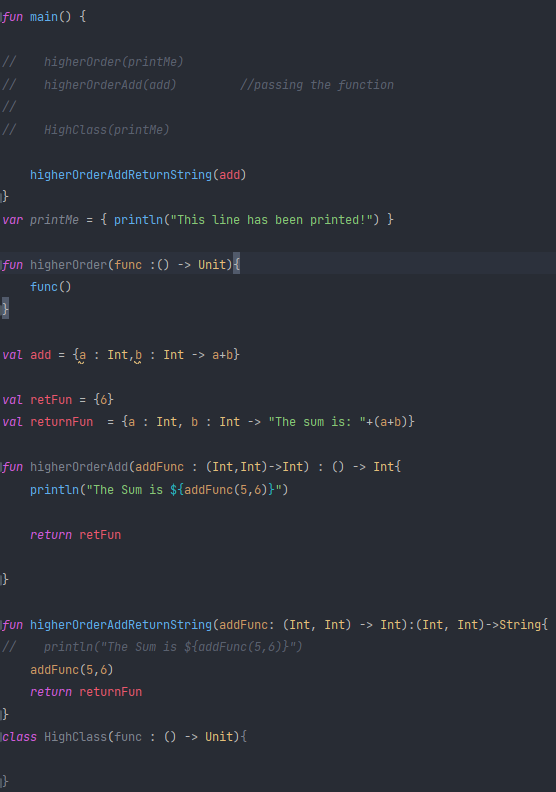 fun main() {
//    higherOrder(printMe)
//    higherOrderAdd(add)         //passing the function
//
//    HighClass(printMe)
    higherOrderAddReturnString(add)
}
var printMe = { println("This line has been printed!") }
fun higherOrder(func :() -> Unit){
    func()
}
val add = {a : Int,b : Int -> a+b}
val retFun = {6}
val returnFun  = {a : Int, b : Int -> "The sum is: "+(a+b)}
fun higherOrderAdd(addFunc : (Int,Int)->Int) : () -> Int{
    println("The Sum is ${addFunc(5,6)}")
    return retFun
}
fun higherOrderAddReturnString(addFunc: (Int, Int) -> Int):(Int, Int)->String{
//    println("The Sum is ${addFunc(5,6)}")
    addFunc(5,6)
    return returnFun
}
class HighClass(func : () -> Unit){
}